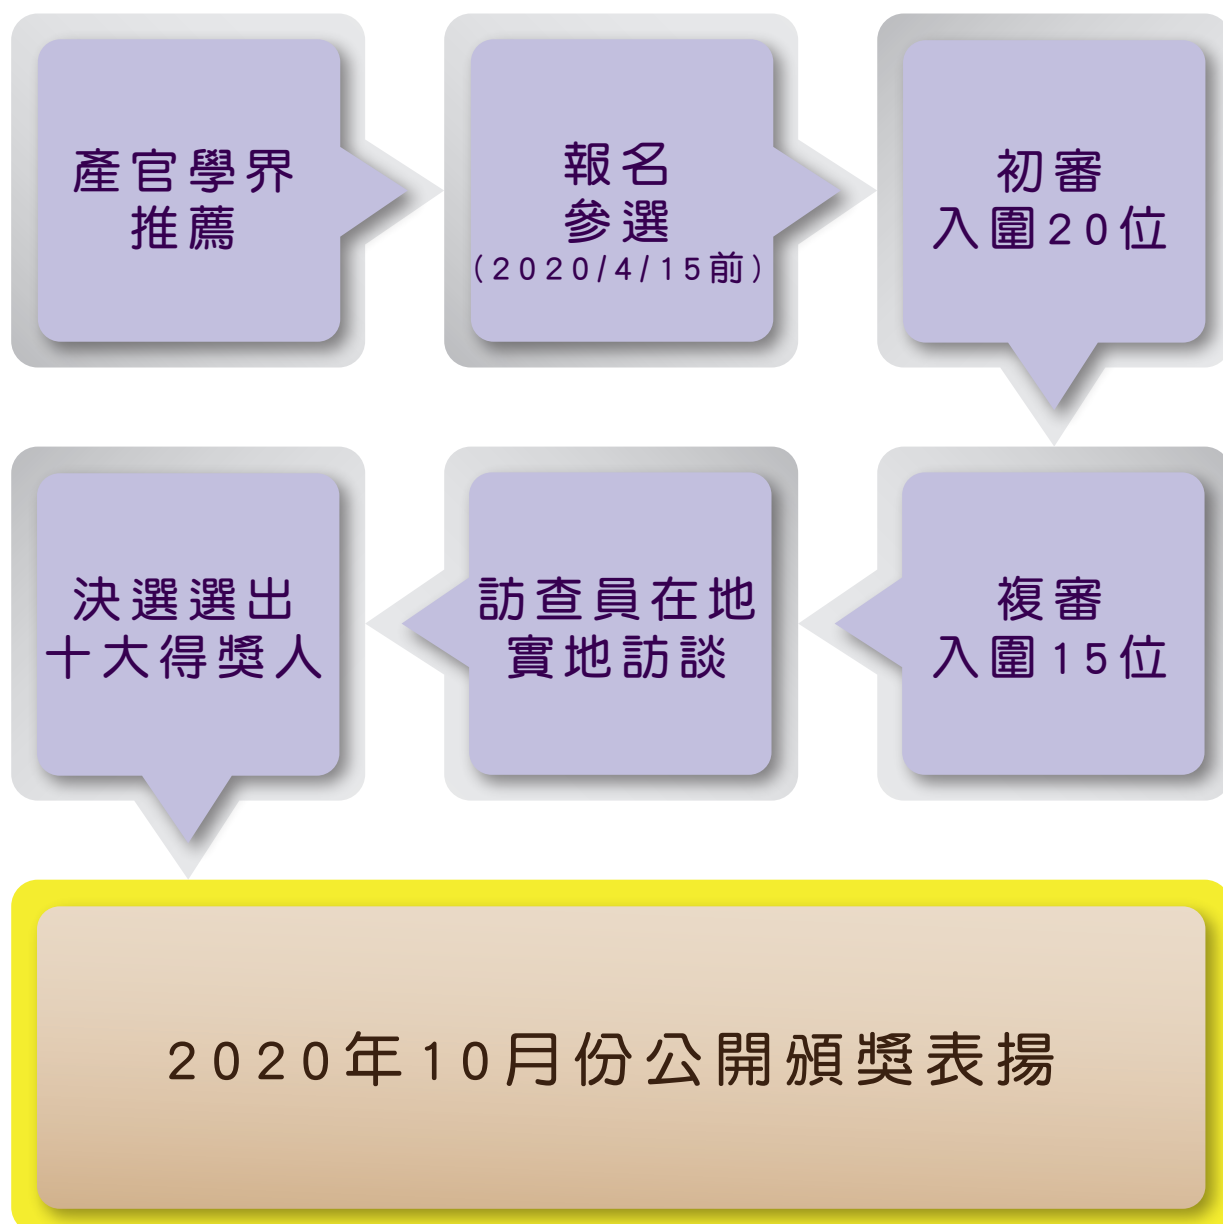 產官學界
推薦
報名
參選
(2020/4/15前)
初審
入圍20位
複審
入圍15位
訪查員在地
實地訪談
決選選出
十大得獎人
2020年10月份公開頒獎表揚